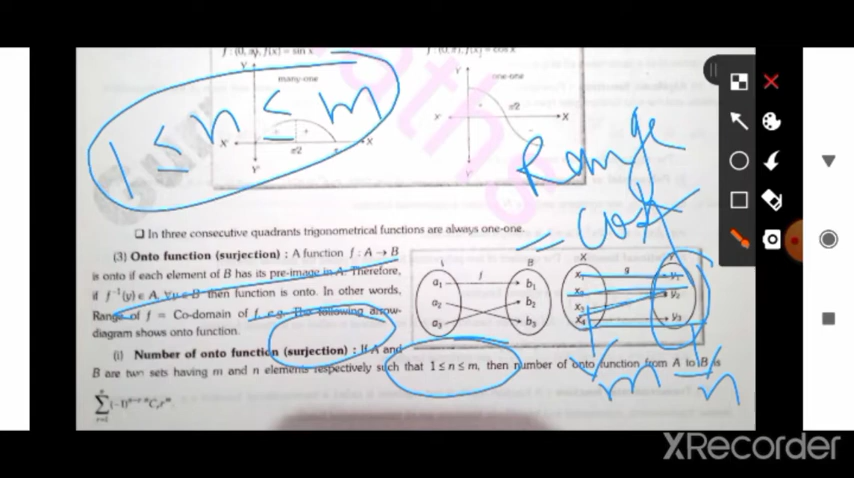 f : (0, π), f(x) = sin x
f : (0, π), f(x) = cos x
Y
many-one
X'
π/2
X
Y'
1 ≤ n ≤ m
Y
one-one
X'
π/2
X
Y'
Range
= cod
❑ In three consecutive quadrants trigonometrical functions are always one-one.
(3) Onto function (surjection) : A function f : A → B
is onto if each element of B has its pre-image in A. Therefore,
if f⁻¹(y) ∈ A, ∀y ∈ B then function is onto. In other words,
Range of f = Co-domain of f. e.g. The following arrow-
diagram shows onto function.
f
B
a₁
a₂
a₃
b₁
b₂
b₃
X
g
x₁
x₂
x₃
x₄
y₁
y₂
y₃
(i) Number of onto function (surjection) : If A and
B are two sets having m and n elements respectively such that 1 ≤ n ≤ m, then number of onto function from A to B is
m
n
XRecorder